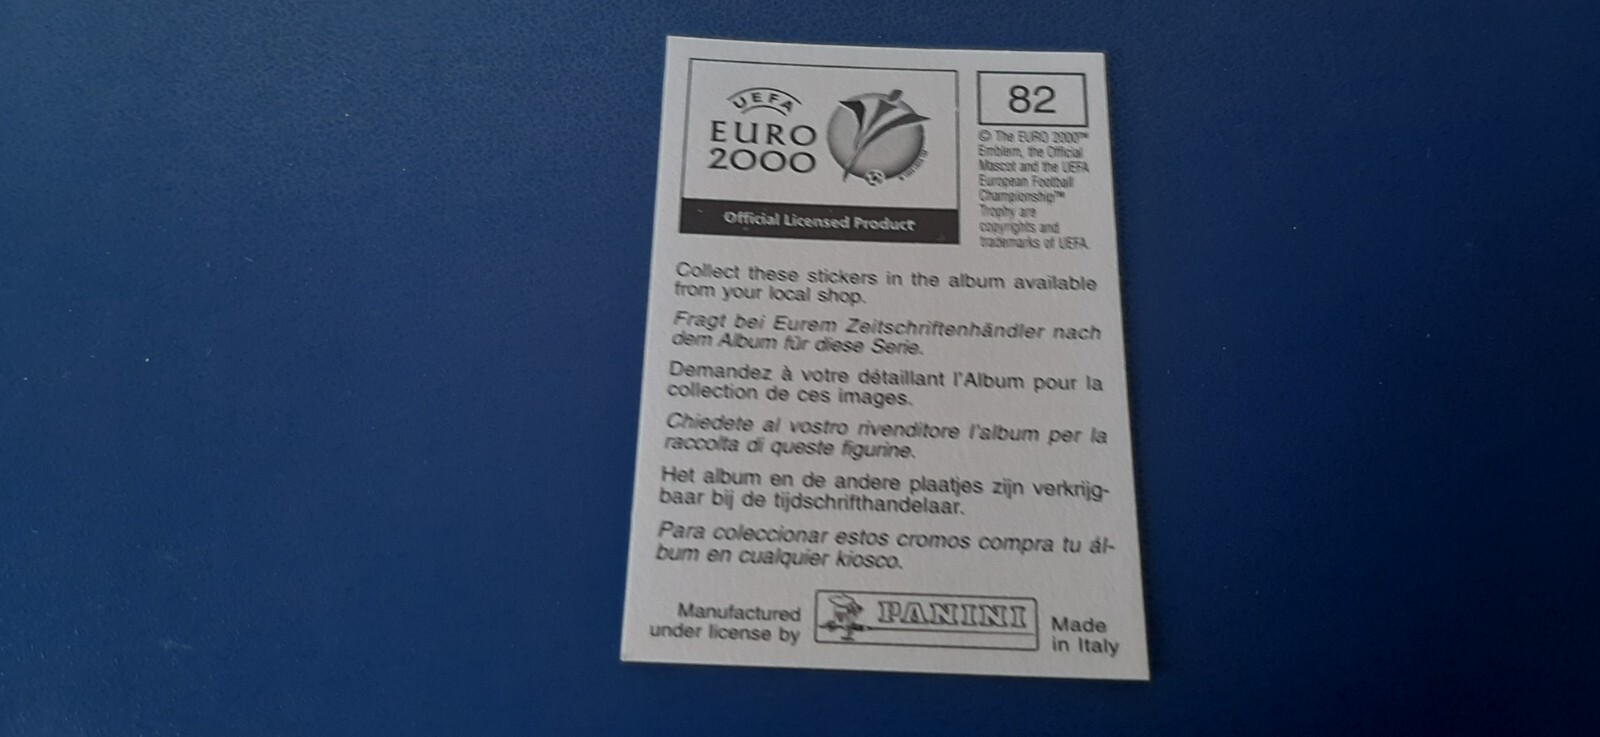 UEFA
EURO
2000
Official Licensed Product
82
© The EURO 2000™
Emblem, the Official
Mascot and the UEFA
European Football
Championship™
Trophy are
copyrights and
trademarks of UEFA.
Collect these stickers in the album available
from your local shop.
Fragt bei Eurem Zeitschriftenhändler nach
dem Album für diese Serie.
Demandez à votre détaillant l'Album pour la
collection de ces images.
Chiedete al vostro rivenditore l'album per la
raccolta di queste figurine.
Het album en de andere plaatjes zijn verkrijg-
baar bij de tijdschrifthandelaar.
Para coleccionar estos cromos compra tu ál-
bum en cualquier kiosco.
Manufactured
under license by
PANINI
Made
in Italy